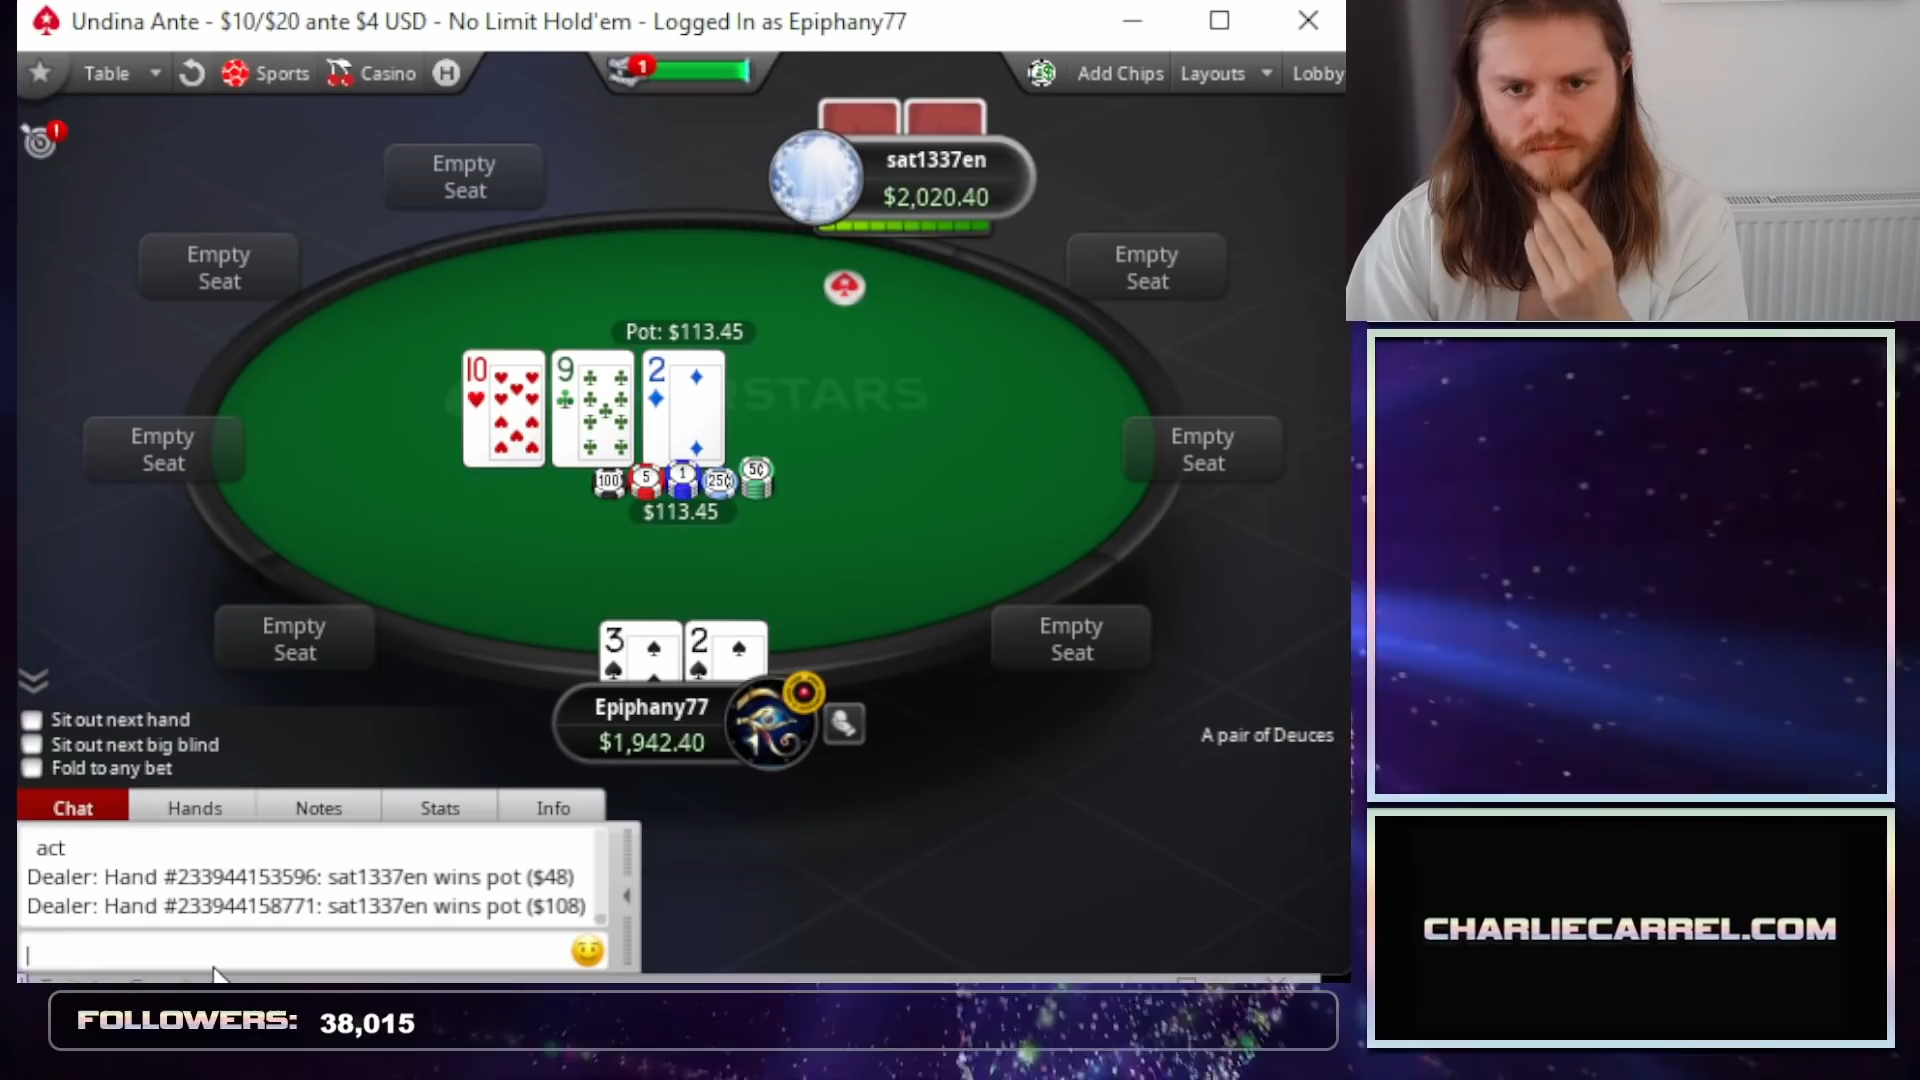 Undina Ante - $10/$20 ante $4 USD - No Limit Hold'em - Logged In as Epiphany77
Table
Sports
Casino
H
1
Add Chips
Layouts
Lobby
!
Empty
Seat
sat1337en
$2,020.40
Empty
Seat
Empty
Seat
Pot: $113.45
10
9
2
RSTARS
Empty
Seat
Empty
Seat
100
5
1
25¢
5¢
$113.45
Empty
Seat
3
2
Empty
Seat
Epiphany77
$1,942.40
A pair of Deuces
Sit out next hand
Sit out next big blind
Fold to any bet
Chat
Hands
Notes
Stats
Info
act
Dealer: Hand #233944153596: sat1337en wins pot ($48)
Dealer: Hand #233944158771: sat1337en wins pot ($108)
CHARLIECARREL.COM
FOLLOWERS: 38,015